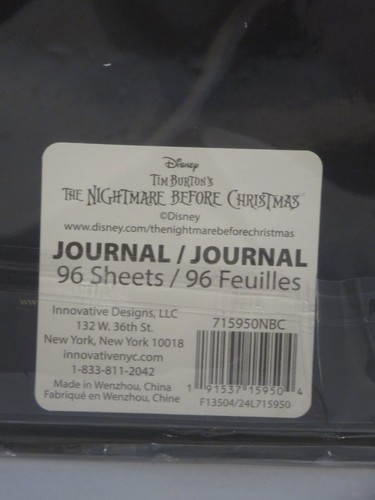 Disney
TIM BURTON'S
THE NIGHTMARE BEFORE CHRISTMAS
©Disney
www.disney.com/thenightmarebeforechristmas
JOURNAL / JOURNAL
96 Sheets / 96 Feuilles
Innovative Designs, LLC
132 W. 36th St.
New York, New York 10018
innovativenyc.com
1-833-811-2042
Made in Wenzhou, China
Fabriqué en Wenzhou, Chine
715950NBC
1 91537 15950 4
F13504/24L715950